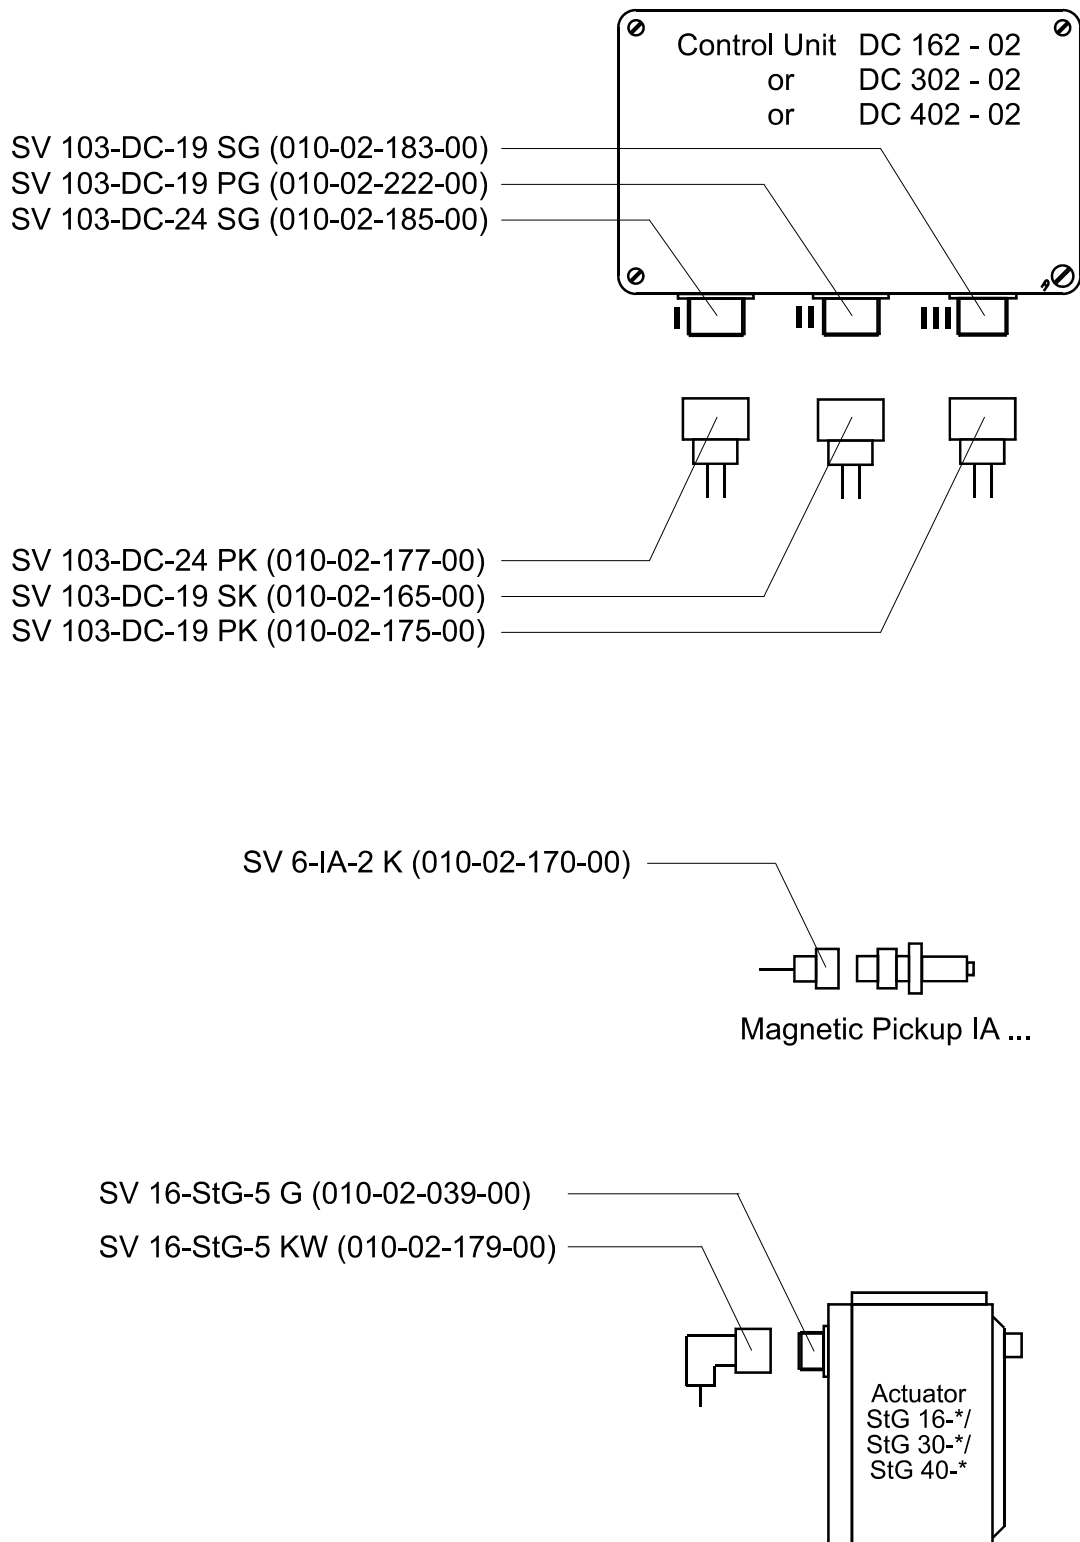 Control Unit DC 162 - 02
or DC 302 - 02
or DC 402 - 02
SV 103-DC-19 SG (010-02-183-00)
SV 103-DC-19 PG (010-02-222-00)
SV 103-DC-24 SG (010-02-185-00)
I II III
SV 103-DC-24 PK (010-02-177-00)
SV 103-DC-19 SK (010-02-165-00)
SV 103-DC-19 PK (010-02-175-00)
SV 6-IA-2 K (010-02-170-00)
Magnetic Pickup IA ...
SV 16-StG-5 G (010-02-039-00)
SV 16-StG-5 KW (010-02-179-00)
Actuator
StG 16-*/
StG 30-*/
StG 40-*